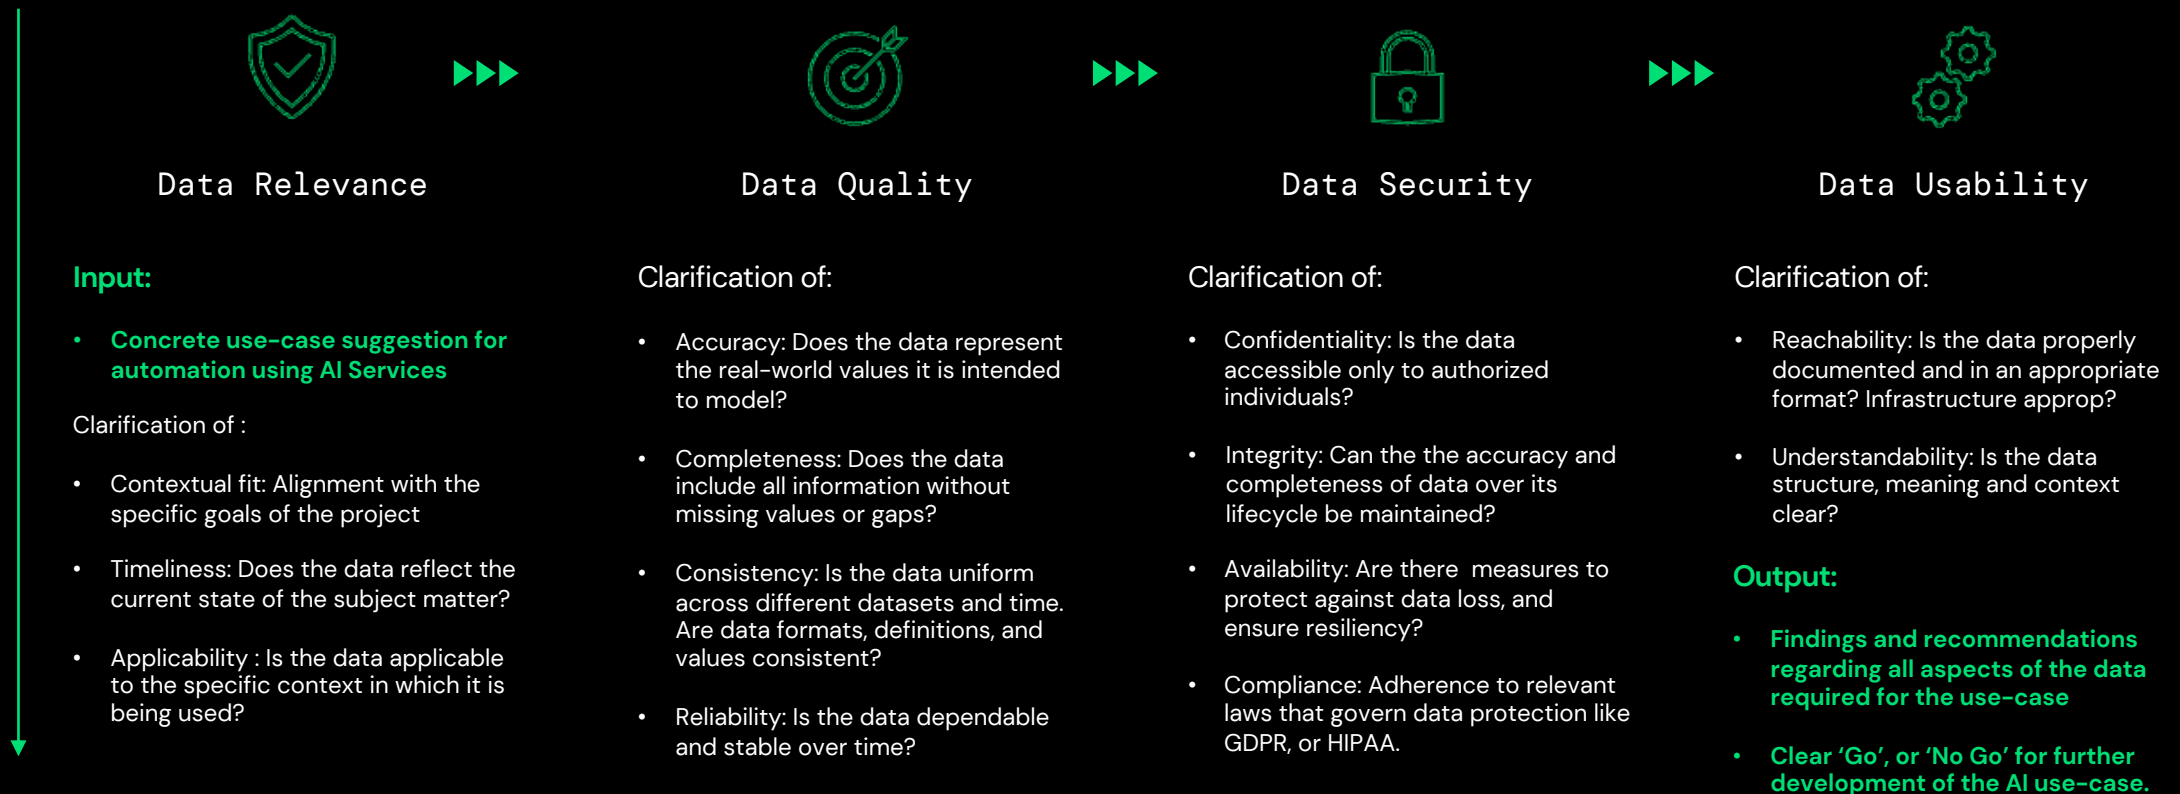 Data Relevance
Input:
• Concrete use-case suggestion for
automation using AI Services
Clarification of :
• Contextual fit: Alignment with the
specific goals of the project
• Timeliness: Does the data reflect the
current state of the subject matter?
• Applicability : Is the data applicable
to the specific context in which it is
being used?
Data Quality
Clarification of:
• Accuracy: Does the data represent
the real-world values it is intended
to model?
• Completeness: Does the data
include all information without
missing values or gaps?
• Consistency: Is the data uniform
across different datasets and time.
Are data formats, definitions, and
values consistent?
• Reliability: Is the data dependable
and stable over time?
Data Security
Clarification of:
• Confidentiality: Is the data
accessible only to authorized
individuals?
• Integrity: Can the the accuracy and
completeness of data over its
lifecycle be maintained?
• Availability: Are there  measures to
protect against data loss, and
ensure resiliency?
• Compliance: Adherence to relevant
laws that govern data protection like
GDPR, or HIPAA.
Data Usability
Clarification of:
• Reachability: Is the data properly
documented and in an appropriate
format? Infrastructure approp?
• Understandability: Is the data
structure, meaning and context
clear?
Output:
• Findings and recommendations
regarding all aspects of the data
required for the use-case
• Clear ‘Go’, or ‘No Go’ for further
development of the AI use-case.